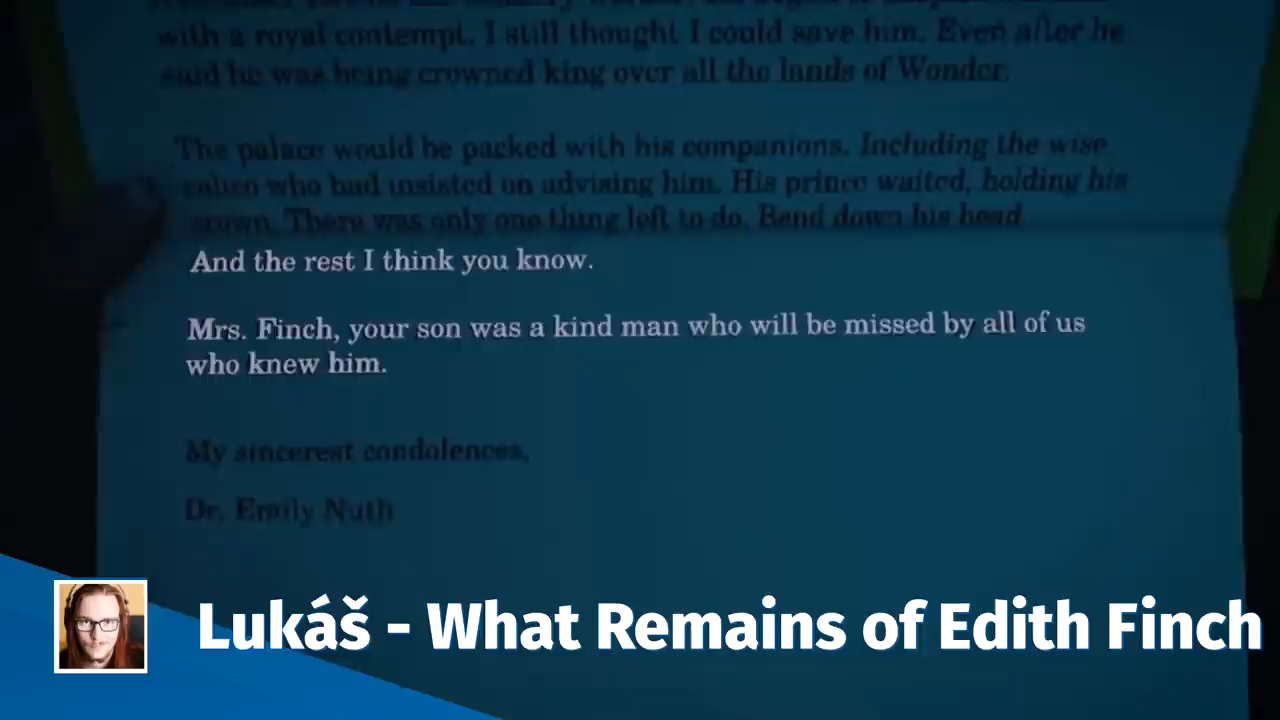 with a royal contempt. I still thought I could save him. Even after he
said he was being crowned king over all the lands of Wonder.
The palace would be packed with his companions. Including the wise
calico who had insisted on advising him. His prince waited, holding his
crown. There was only one thing left to do. Bend down his head.
And the rest I think you know.
Mrs. Finch, your son was a kind man who will be missed by all of us
who knew him.
My sincerest condolences,
Dr. Emily Nuth
Lukáš - What Remains of Edith Finch